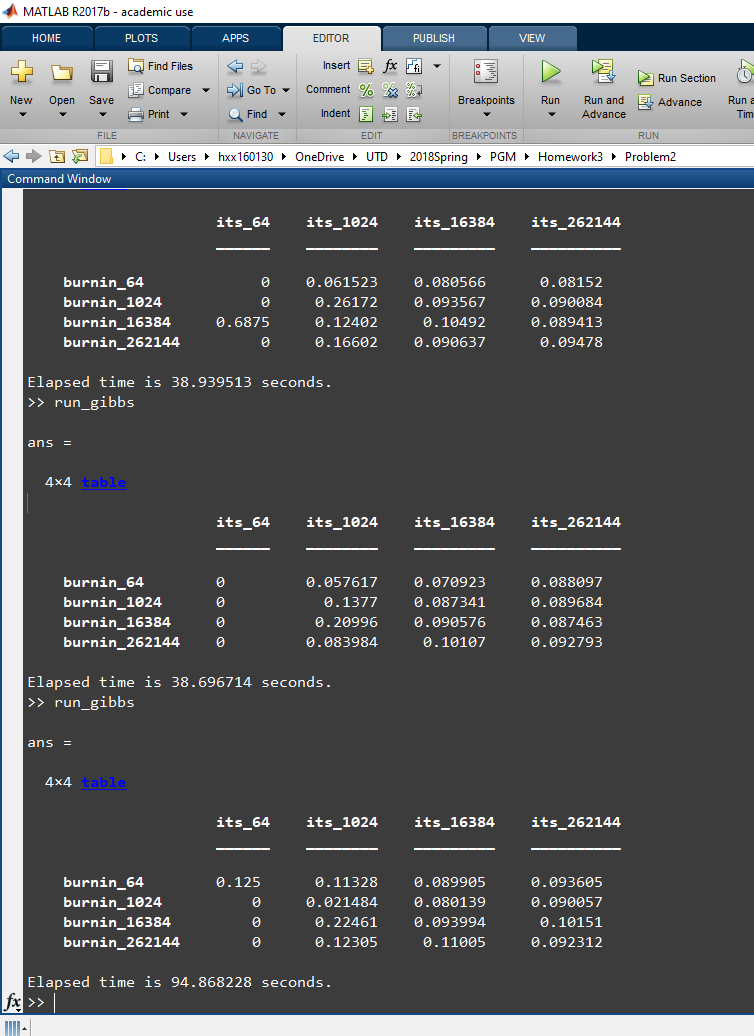 MATLAB R2017b - academic use
HOME PLOTS APPS EDITOR PUBLISH VIEW
New Open Save Find Files Compare Print
Go To Find
Insert fx
Comment
Indent
Breakpoints
Run Run and Advance Run Section Advance Run a Tim
FILE NAVIGATE EDIT BREAKPOINTS RUN
C: Users hxx160130 OneDrive UTD 2018Spring PGM Homework3 Problem2
Command Window
its_64 its_1024 its_16384 its_262144
burnin_64 0 0.061523 0.080566 0.08152
burnin_1024 0 0.26172 0.093567 0.090084
burnin_16384 0.6875 0.12402 0.10492 0.089413
burnin_262144 0 0.16602 0.090637 0.09478
Elapsed time is 38.939513 seconds.
>> run_gibbs
ans =
4×4 table
its_64 its_1024 its_16384 its_262144
burnin_64 0 0.057617 0.070923 0.088097
burnin_1024 0 0.1377 0.087341 0.089684
burnin_16384 0 0.20996 0.090576 0.087463
burnin_262144 0 0.083984 0.10107 0.092793
Elapsed time is 38.696714 seconds.
>> run_gibbs
ans =
4×4 table
its_64 its_1024 its_16384 its_262144
burnin_64 0.125 0.11328 0.089905 0.093605
burnin_1024 0 0.021484 0.080139 0.090057
burnin_16384 0 0.22461 0.093994 0.10151
burnin_262144 0 0.12305 0.11005 0.092312
Elapsed time is 94.868228 seconds.
fx >>